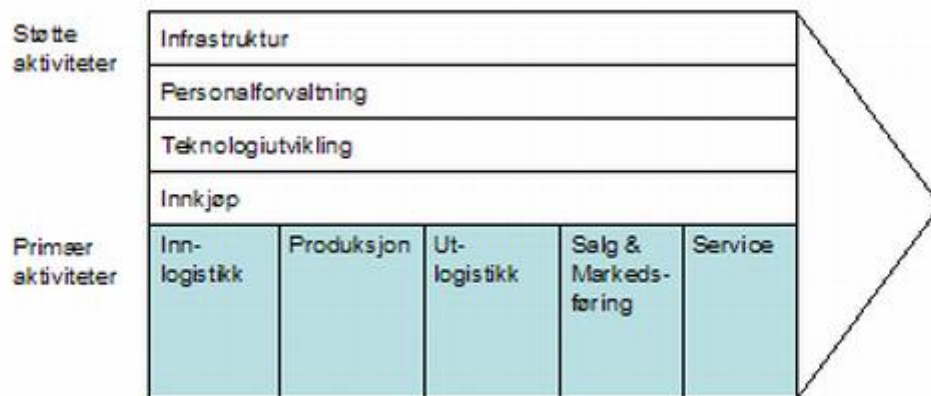 Støtte
aktiviteter
Infrastruktur
Personalforvaltning
Teknologiutvikling
Innkjøp
Primær
aktiviteter
Inn-
logistikk
Produksjon
Ut-
logistikk
Salg &
Markeds-
føring
Service